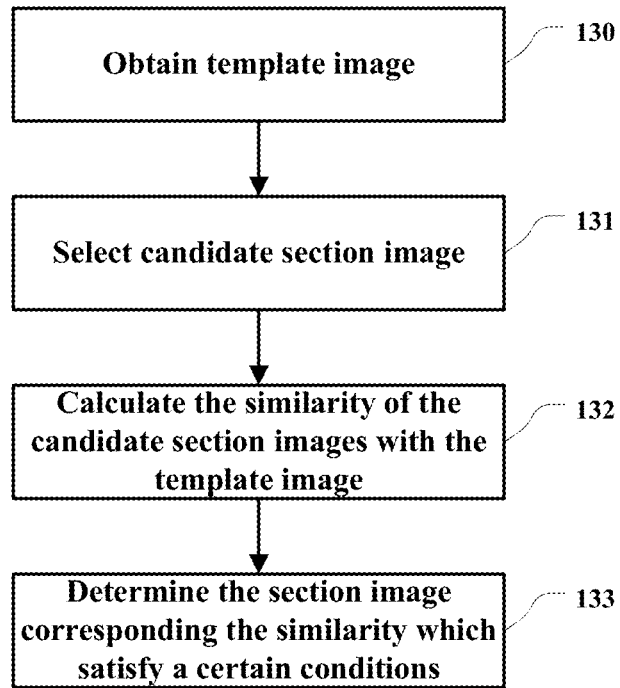 Obtain template image
130
Select candidate section image
131
Calculate the similarity of the
candidate section images with the
template image
132
Determine the section image
corresponding the similarity which
satisfy a certain conditions
133